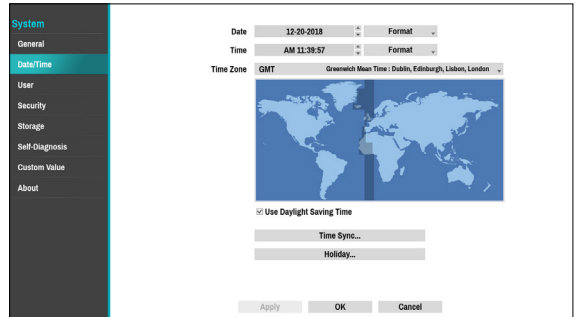 System
General
Date/Time
User
Security
Storage
Self-Diagnosis
Custom Value
About
Date 12-20-2018 Format
Time AM 11:39:57 Format
Time Zone GMT Greenwich Mean Time : Dublin, Edinburgh, Lisbon, London
Use Daylight Saving Time
Time Sync...
Holiday...
Apply OK Cancel